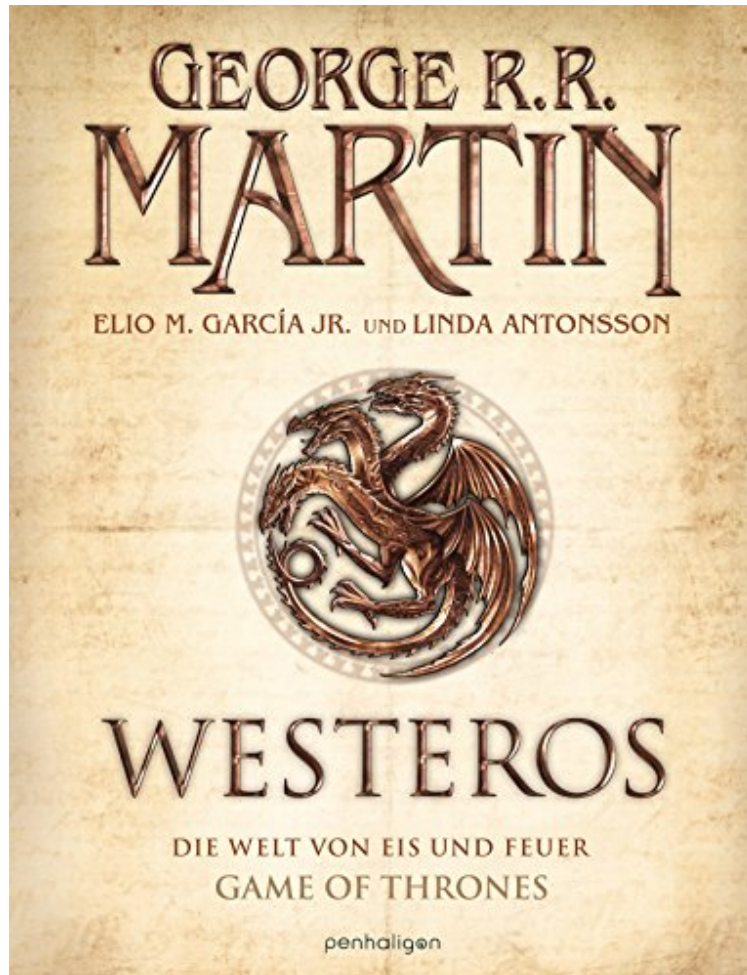 GEORGE R.R.
MARTIN
ELIO M. GARCÍA JR. UND LINDA ANTONSSON
WESTEROS
DIE WELT VON EIS UND FEUER
GAME OF THRONES
penhaligon